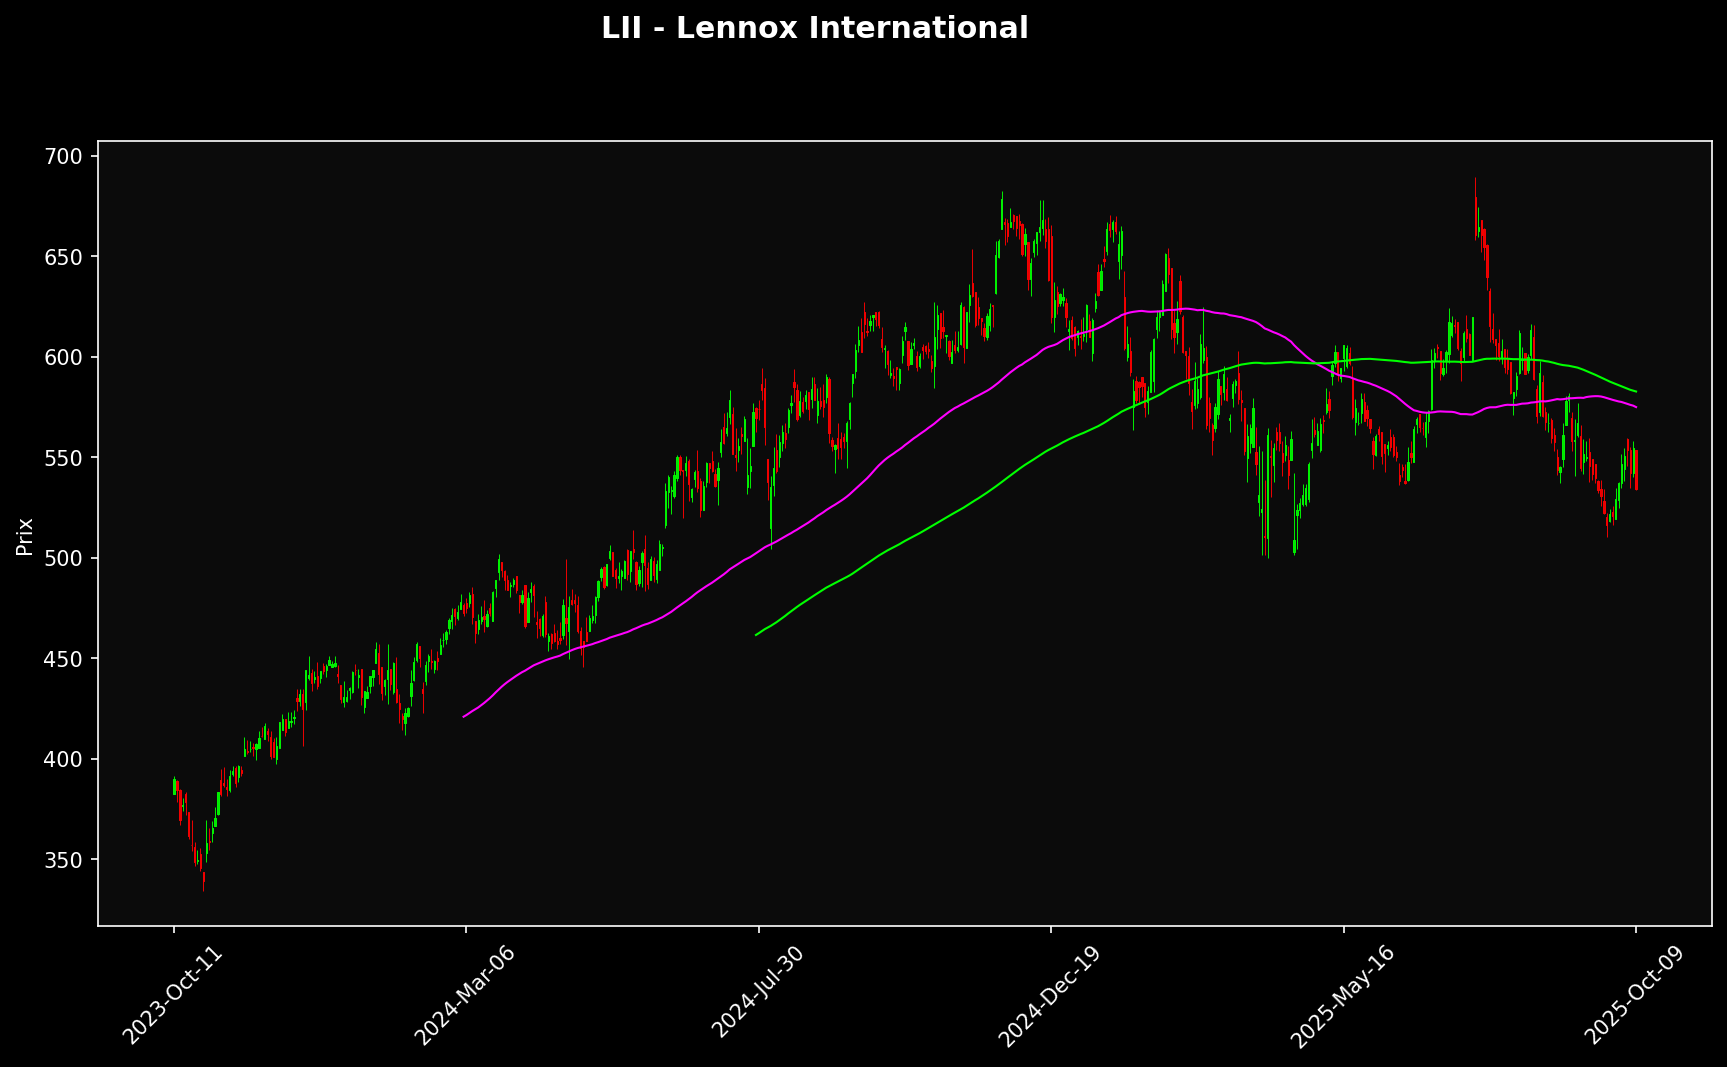 LII - Lennox International
Prix
700
650
600
550
500
450
400
350
2023-Oct-11
2024-Mar-06
2024-Jul-30
2024-Dec-19
2025-May-16
2025-Oct-09